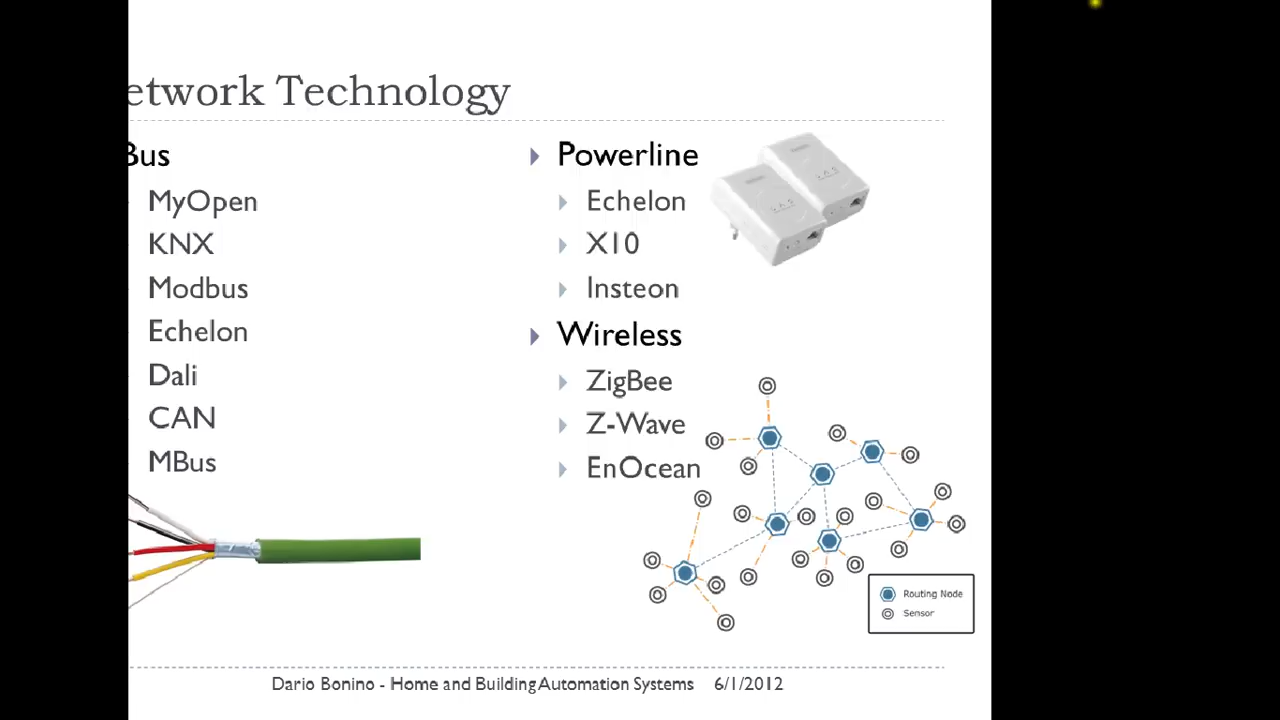 etwork Technology
Bus
MyOpen
KNX
Modbus
Echelon
Dali
CAN
MBus
Powerline
Echelon
X10
Insteon
Wireless
ZigBee
Z-Wave
EnOcean
Routing Node
Sensor
Dario Bonino - Home and Building Automation Systems 6/1/2012